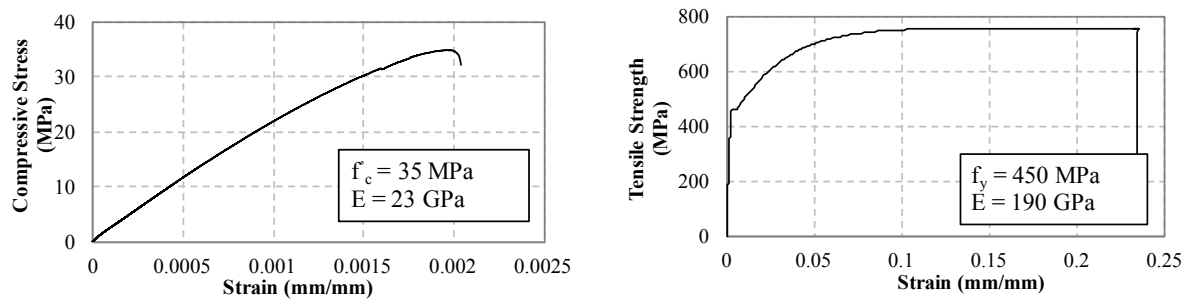 Compressive Stress
(MPa)
40
30
20
10
0
f'c = 35 MPa
E = 23 GPa
0 0.0005 0.001 0.0015 0.002 0.0025
Strain (mm/mm)
Tensile Strength
(MPa)
800
600
400
200
0
fy = 450 MPa
E = 190 GPa
0 0.05 0.1 0.15 0.2 0.25
Strain (mm/mm)